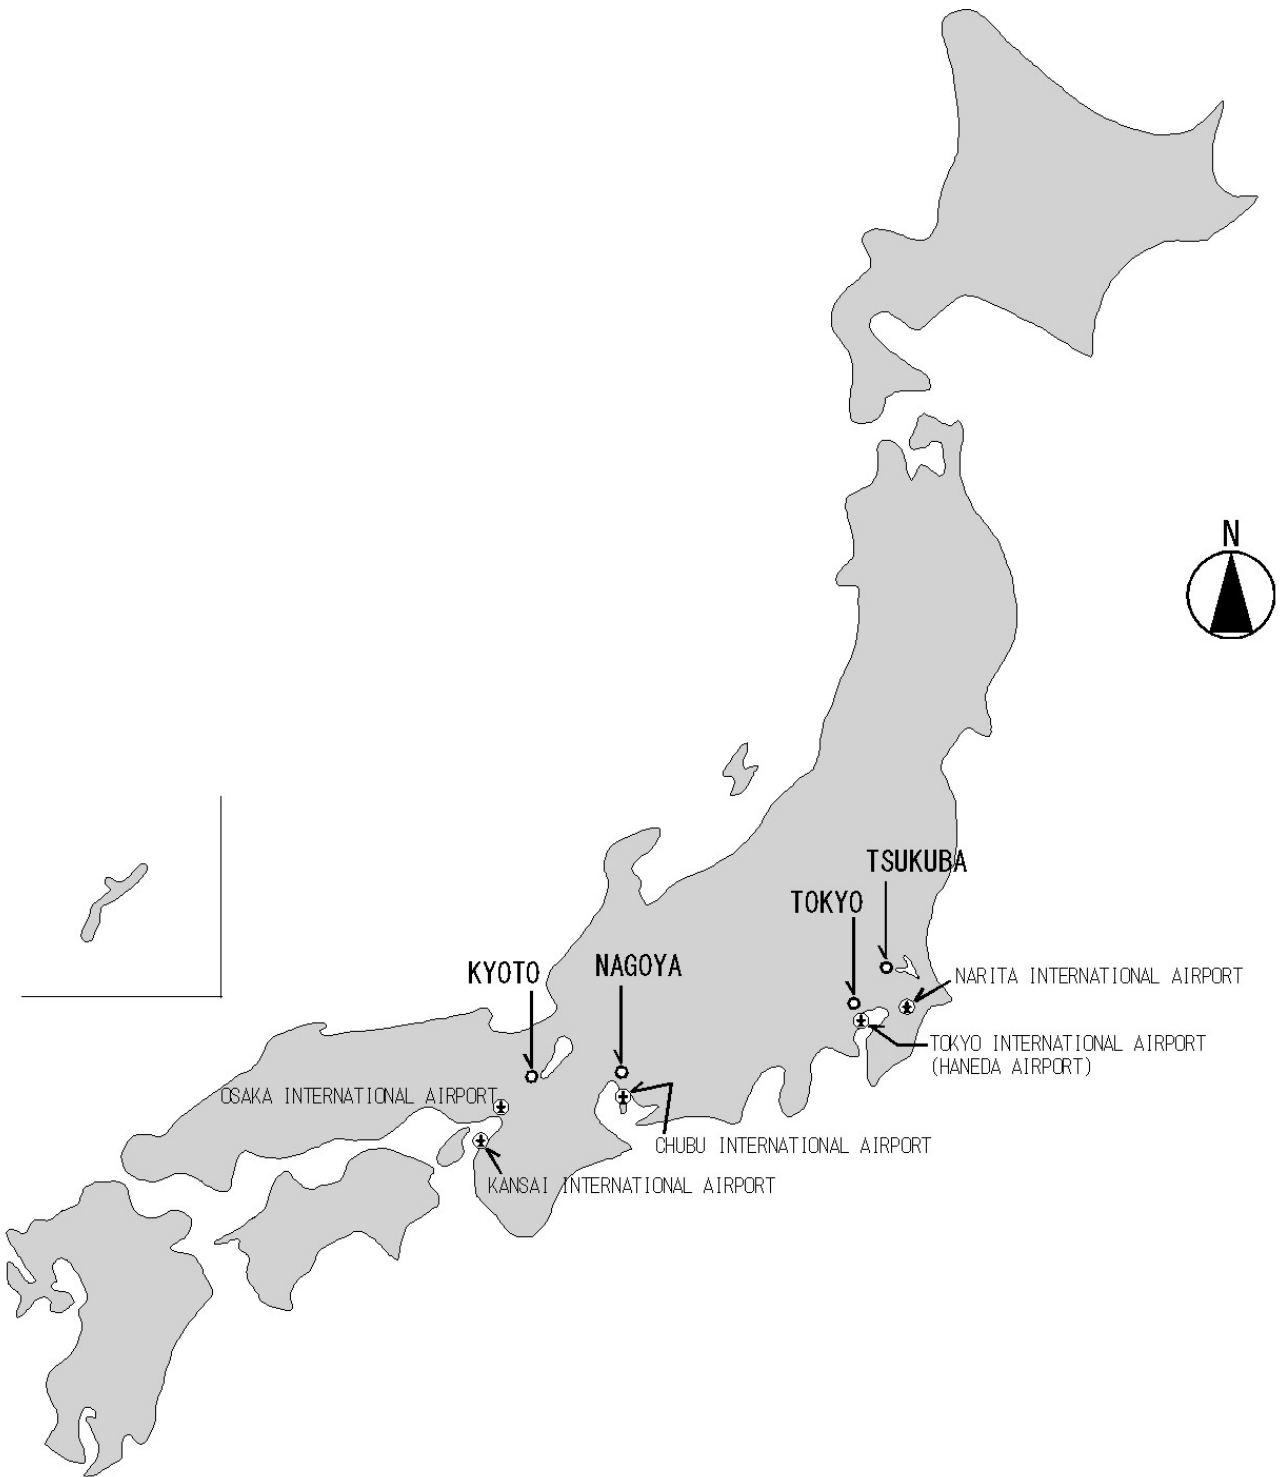 N
TSUKUBA
TOKYO
KYOTO
NAGOYA
NARITA INTERNATIONAL AIRPORT
TOKYO INTERNATIONAL AIRPORT
(HANEDA AIRPORT)
OSAKA INTERNATIONAL AIRPORT
CHUBU INTERNATIONAL AIRPORT
KANSAI INTERNATIONAL AIRPORT